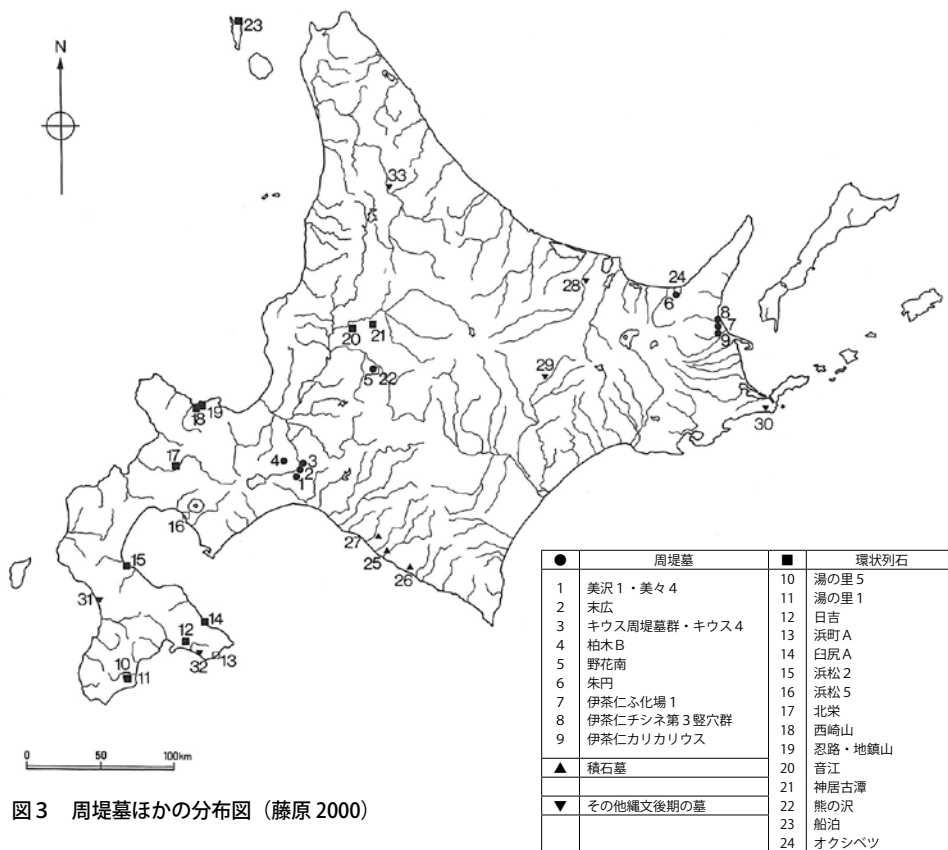 23
N
33
28
24
6
8
7
9
20
21
5
22
29
30
18
19
4
3
2
1
17
16
27
25
26
15
31
14
12
32
13
10
11
0 50 100km
図3 周堤墓ほかの分布図（藤原 2000）
● 周堤墓
1 美沢1・美々4
2 末広
3 キウス周堤墓群・キウス4
4 柏木B
5 野花南
6 朱円
7 伊茶仁ふ化場1
8 伊茶仁チシネ第3竪穴群
9 伊茶仁カリカリウス
▲ 積石墓
▼ その他縄文後期の墓
■ 環状列石
10 湯の里5
11 湯の里1
12 日吉
13 浜町A
14 臼尻A
15 浜松2
16 浜松5
17 北栄
18 西崎山
19 忍路・地鎮山
20 音江
21 神居古潭
22 熊の沢
23 船泊
24 オクシベツ